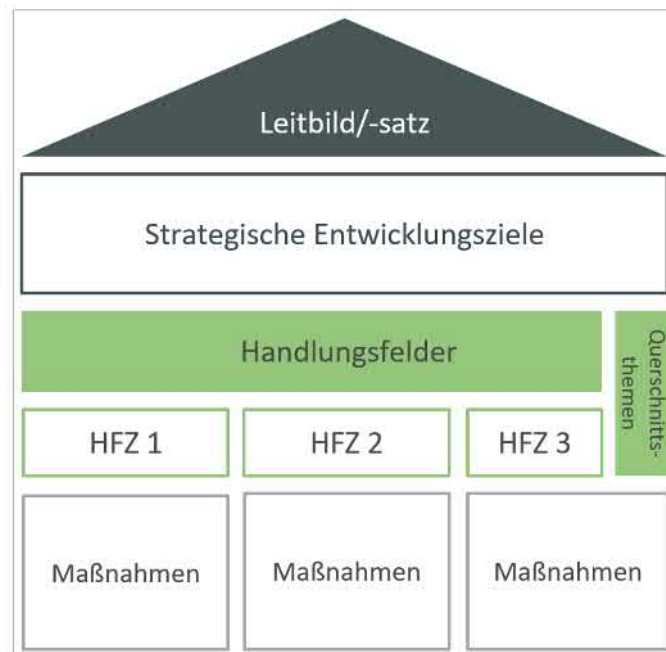 Leitbild/-satz
Strategische Entwicklungsziele
Handlungsfelder
Querschnitts-
themen
HFZ 1
HFZ 2
HFZ 3
Maßnahmen
Maßnahmen
Maßnahmen